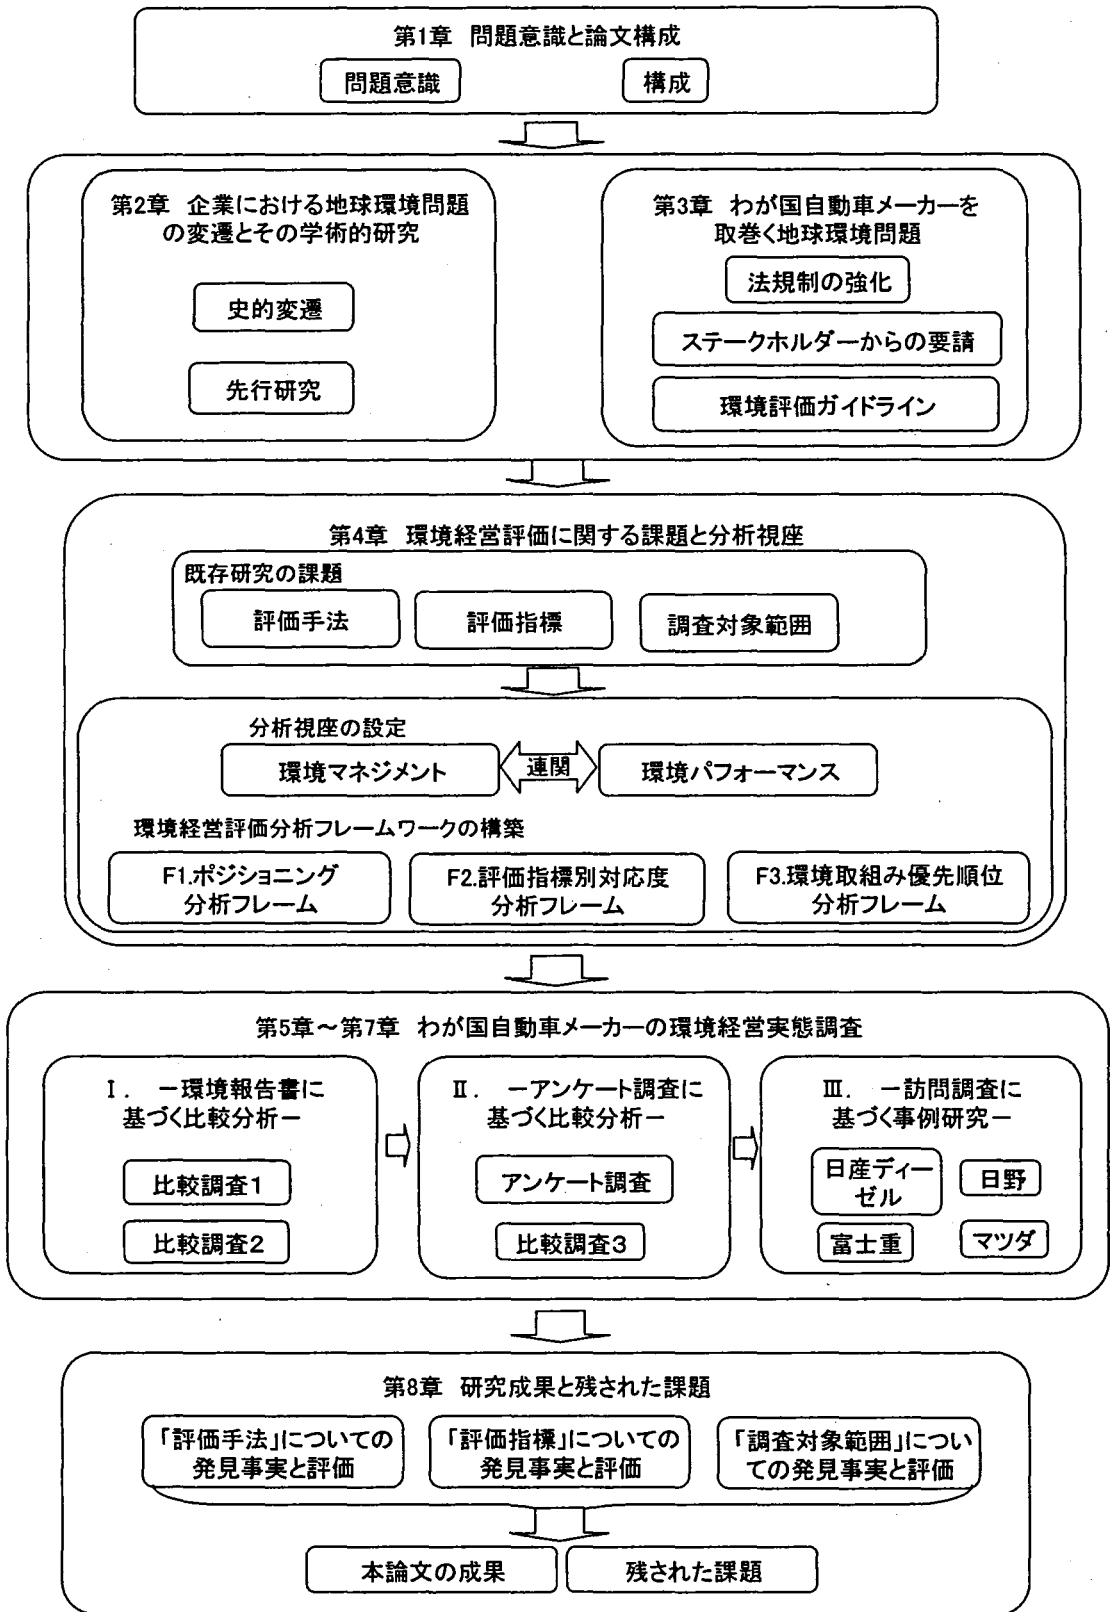 第1章 問題意識と論文構成
問題意識
構成
第2章 企業における地球環境問題
の変遷とその学術的研究
史的変遷
先行研究
第3章 わが国自動車メーカーを
取巻く地球環境問題
法規制の強化
ステークホルダーからの要請
環境評価ガイドライン
第4章 環境経営評価に関する課題と分析視座
既存研究の課題
評価手法
評価指標
調査対象範囲
分析視座の設定
環境マネジメント
連関
環境パフォーマンス
環境経営評価分析フレームワークの構築
F1.ポジショニング
分析フレーム
F2.評価指標別対応度
分析フレーム
F3.環境取組み優先順位
分析フレーム
第5章~第7章 わが国自動車メーカーの環境経営実態調査
Ⅰ. -環境報告書に
基づく比較分析-
比較調査1
比較調査2
Ⅱ. -アンケート調査に
基づく比較分析-
アンケート調査
比較調査3
Ⅲ. -訪問調査に
基づく事例研究-
日産ディー
ゼル
日野
富士重
マツダ
第8章 研究成果と残された課題
「評価手法」についての
発見事実と評価
「評価指標」についての
発見事実と評価
「調査対象範囲」につい
ての発見事実と評価
本論文の成果
残された課題